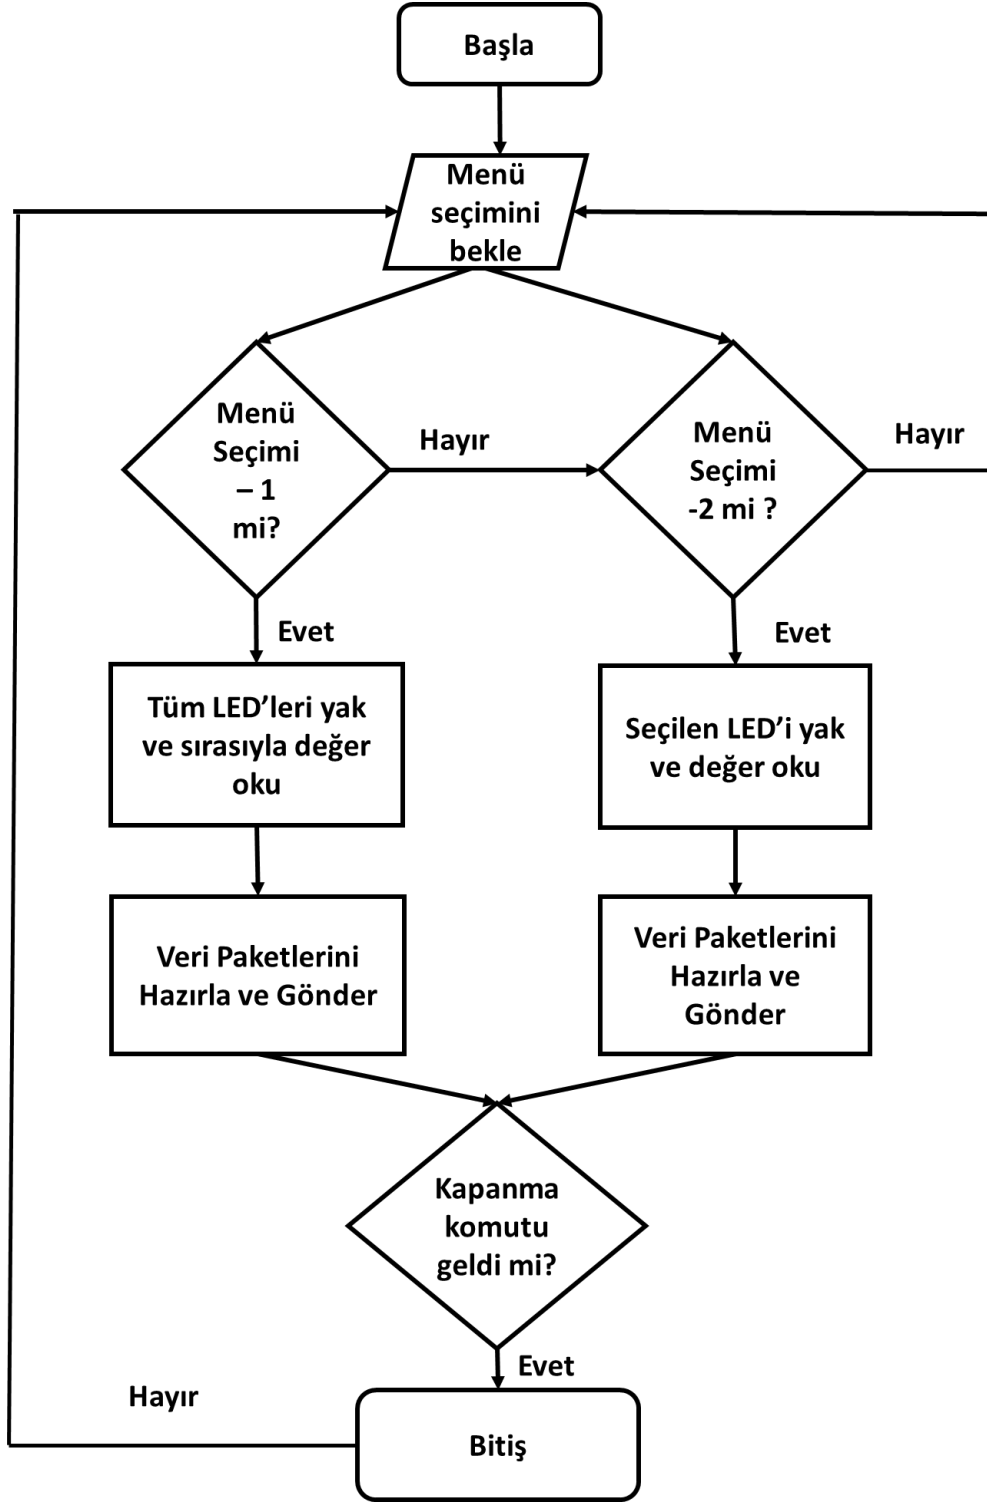 Başla
Menü
seçimini
bekle
Menü
Seçimi
– 1
mi?
Hayır
Menü
Seçimi
-2 mi ?
Hayır
Evet
Evet
Tüm LED’leri yak
ve sırasıyla değer
oku
Seçilen LED’i yak
ve değer oku
Veri Paketlerini
Hazırla ve Gönder
Veri Paketlerini
Hazırla ve
Gönder
Kapanma
komutu
geldi mi?
Evet
Hayır
Bitiş